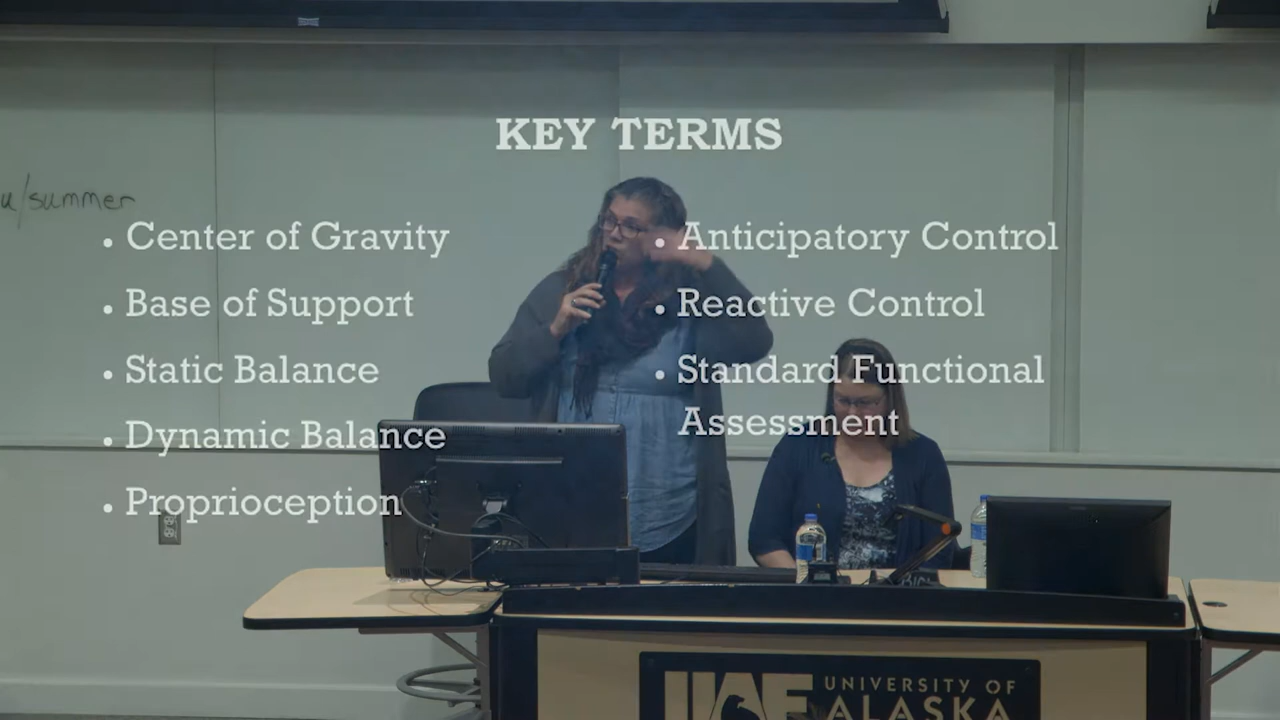 KEY TERMS
u/summer
• Center of Gravity
• Base of Support
• Static Balance
• Dynamic Balance
• Proprioception
• Anticipatory Control
• Reactive Control
• Standard Functional
Assessment
UAF UNIVERSITY OF
ALASKA